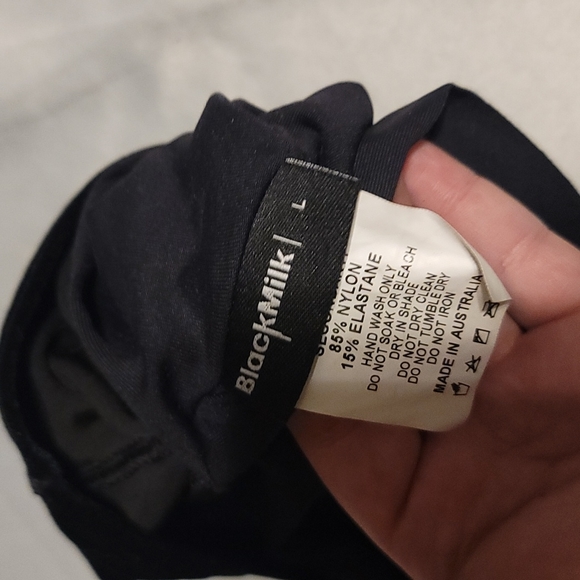 BlackMilk
L
85% NYLON
15% ELASTANE
HAND WASH ONLY
DO NOT SOAK OR BLEACH
DRY IN SHADE
DO NOT DRY CLEAN
DO NOT TUMBLE DRY
DO NOT IRON
MADE IN AUSTRALIA